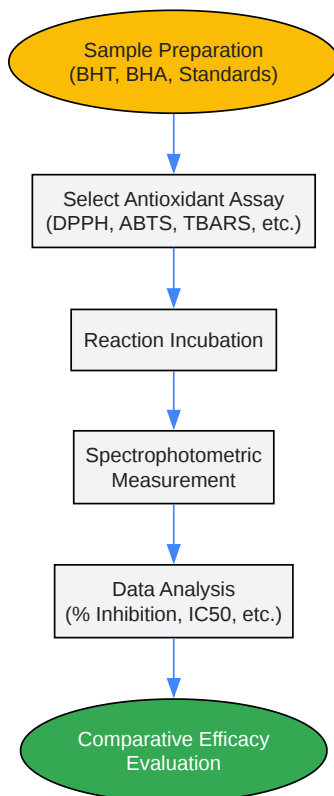 Sample Preparation
(BHT, BHA, Standards)
Select Antioxidant Assay
(DPPH, ABTS, TBARS, etc.)
Reaction Incubation
Spectrophotometric
Measurement
Data Analysis
(% Inhibition, IC50, etc.)
Comparative Efficacy
Evaluation